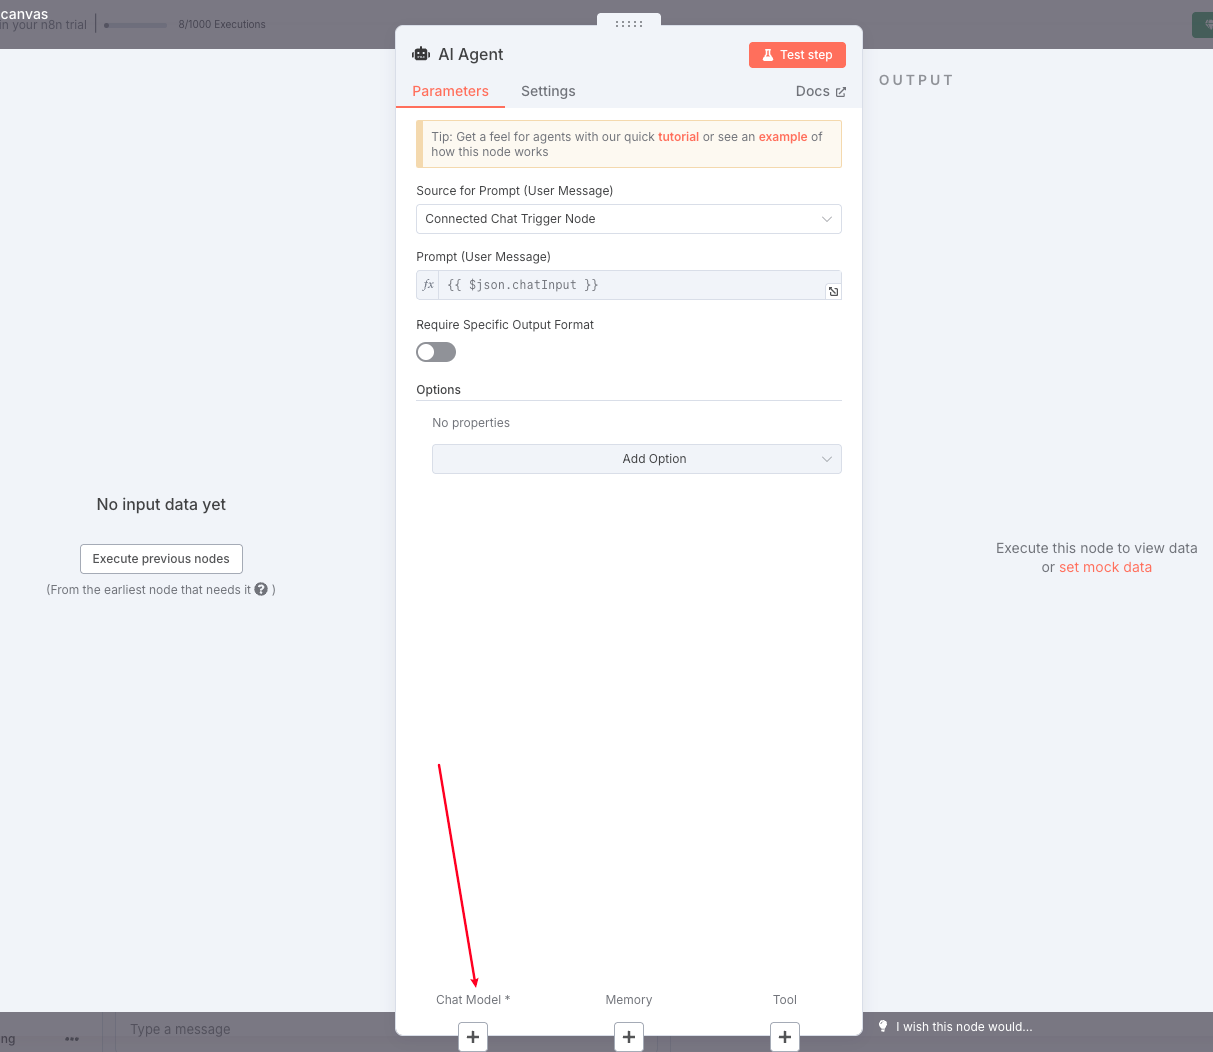 canvas
in your n8n trial
8/1000 Executions
AI Agent
Test step
Parameters
Settings
Docs
OUTPUT
Tip: Get a feel for agents with our quick tutorial or see an example of
how this node works
Source for Prompt (User Message)
Connected Chat Trigger Node
Prompt (User Message)
fx {{ $json.chatInput }}
Require Specific Output Format
Options
No properties
Add Option
No input data yet
Execute previous nodes
(From the earliest node that needs it ? )
Execute this node to view data
or set mock data
Chat Model *
Memory
Tool
Type a message
I wish this node would...
ng